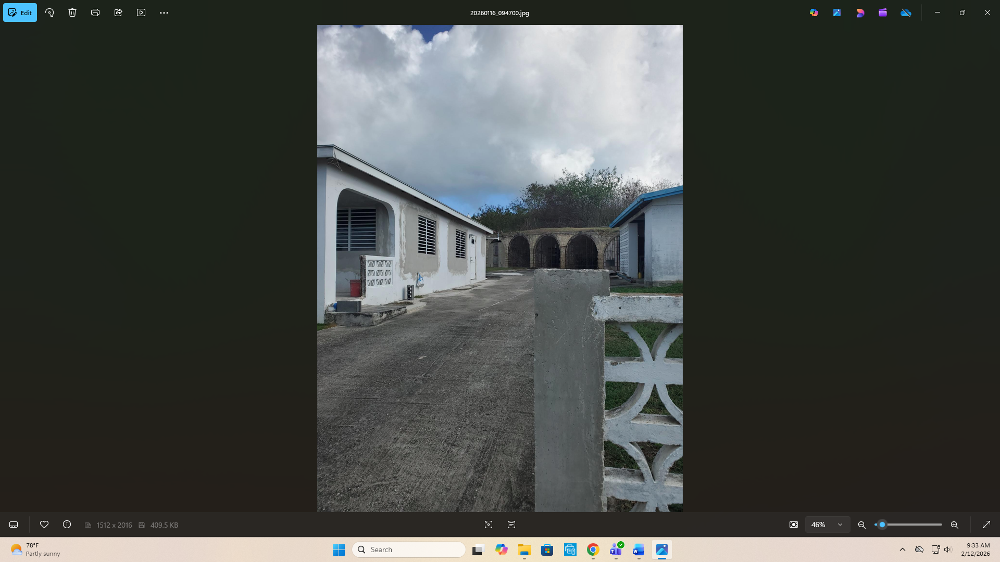 Edit
20260116_094700.jpg
1512 x 2016
409.5 KB
46%
78°F
Partly sunny
Search
9:33 AM
2/12/2026